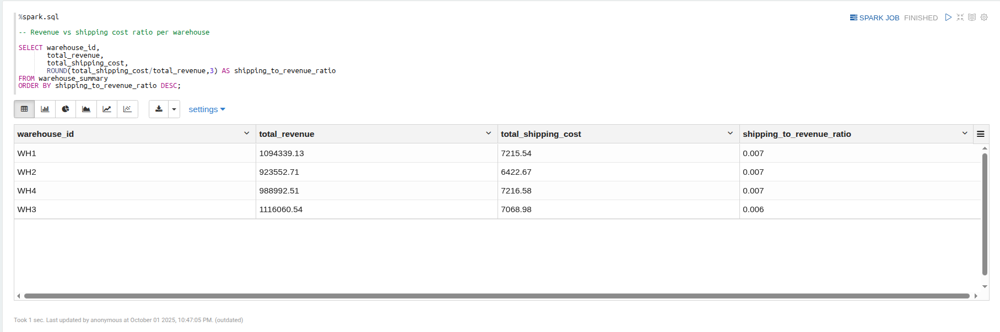 %spark.sql
SPARK JOB FINISHED
-- Revenue vs shipping cost ratio per warehouse
SELECT warehouse_id,
total_revenue,
total_shipping_cost,
ROUND(total_shipping_cost/total_revenue,3) AS shipping_to_revenue_ratio
FROM warehouse_summary
ORDER BY shipping_to_revenue_ratio DESC;
settings
warehouse_id total_revenue total_shipping_cost shipping_to_revenue_ratio
WH1 1094339.13 7215.54 0.007
WH2 923552.71 6422.67 0.007
WH4 988992.51 7216.58 0.007
WH3 1116060.54 7068.98 0.006
Took 1 sec. Last updated by anonymous at October 01 2025, 10:47:05 PM. (outdated)